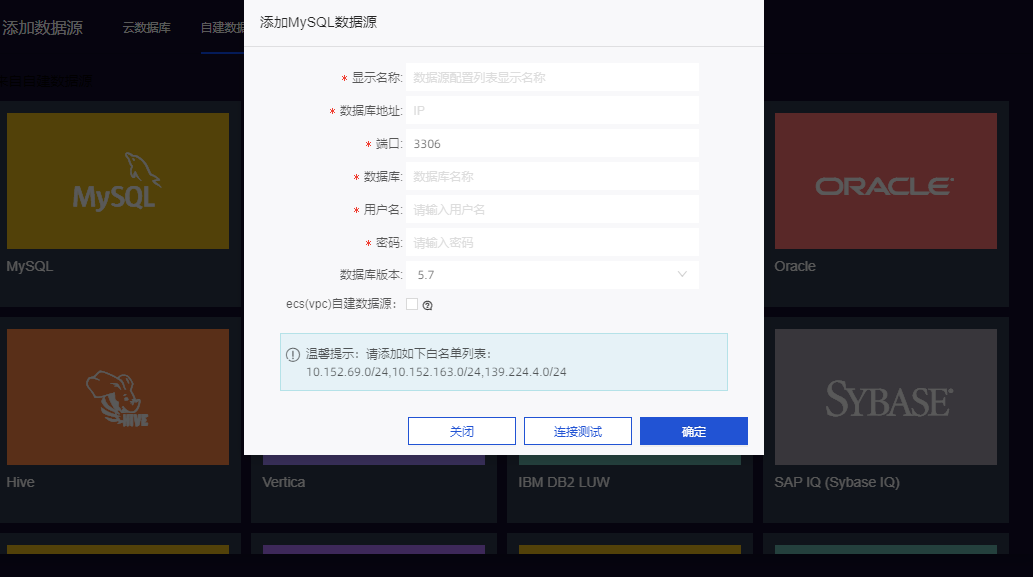 添加数据源
云数据库
自建数据
添加MySQL数据源
* 显示名称: 数据源配置列表显示名称
* 数据库地址: IP
* 端口: 3306
* 数据库: 数据库名称
* 用户名: 请输入用户名
* 密码: 请输入密码
数据库版本: 5.7
ecs(vpc)自建数据源:
温馨提示：请添加如下白名单列表:
10.152.69.0/24,10.152.163.0/24,139.224.4.0/24
关闭
连接测试
确定
MySQL
ORACLE
MySQL
Oracle
HIVE
SYBASE
Hive
Vertica
IBM DB2 LUW
SAP IQ (Sybase IQ)